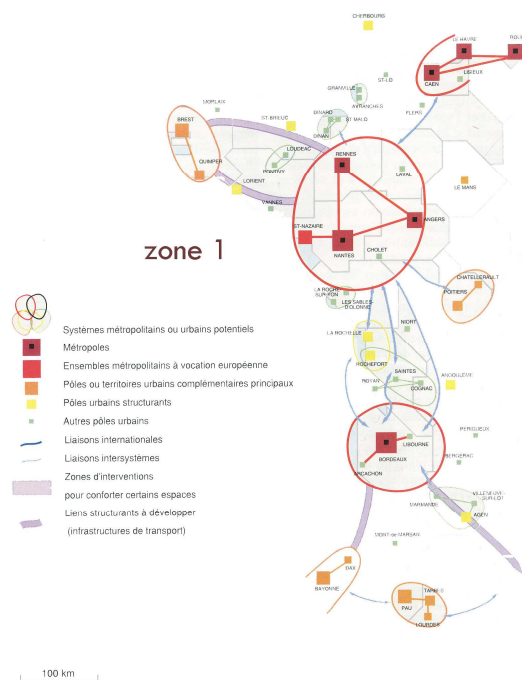 CHERBOURG
LE HAVRE
CAEN
LISIEUX
ST-LO
GRANVILLE
AVRANCHES
FLERS
MORLAIX
BREST
ST-BRIEUC
DINARD
ST MALO
DINAN
LOUDEAC
PONTIVY
QUIMPER
LORIENT
VANNES
RENNES
LAVAL
LE MANS
ANGERS
ST-NAZAIRE
NANTES
CHOLET
zone 1
CHATELLERAULT
POITIERS
LA ROCHE
SUR-YON
LES SABLES-
D'OLONNE
NIORT
LA ROCHELLE
ROCHEFORT
SAINTES
ROYAN
COGNAC
ANGOULEME
Systèmes métropolitains ou urbains potentiels
Métropoles
Ensembles métropolitains à vocation européenne
Pôles ou territoires urbains complémentaires principaux
Pôles urbains structurants
Autres pôles urbains
Liaisons internationales
Liaisons intersystèmes
Zones d'interventions
pour conforter certains espaces
Liens structurants à développer
(infrastructures de transport)
LIBOURNE
BORDEAUX
ARCACHON
PERIGUEUX
BERGERAC
MARMANDE
VILLENEUVE-
SUR-LOT
AGEN
MONT-de-MARSAN
DAX
BAYONNE
PAU
TARBES
LOURDES
100 km